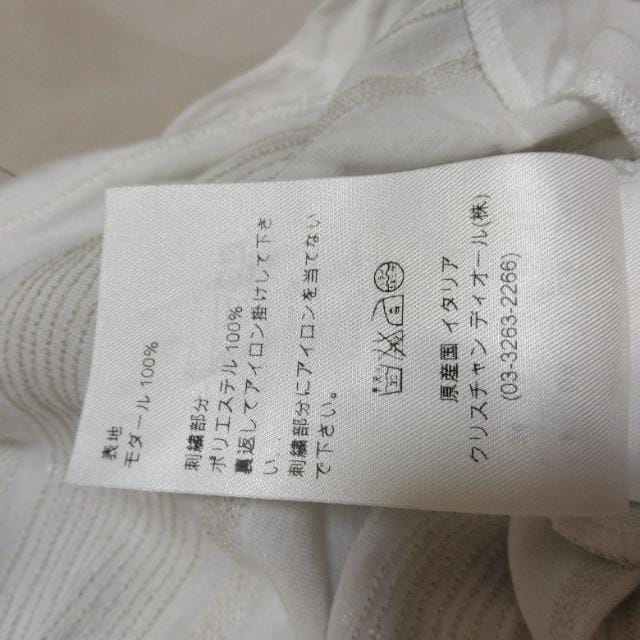 表地
モダール 100%
刺繍部分
ポリエステル 100%
裏返してアイロン掛けして下さ
い.
刺繍部分にアイロンを当てない
で下さい。
原産国 イタリア
クリスチャン ディオール(株)
(03-3263-2266)